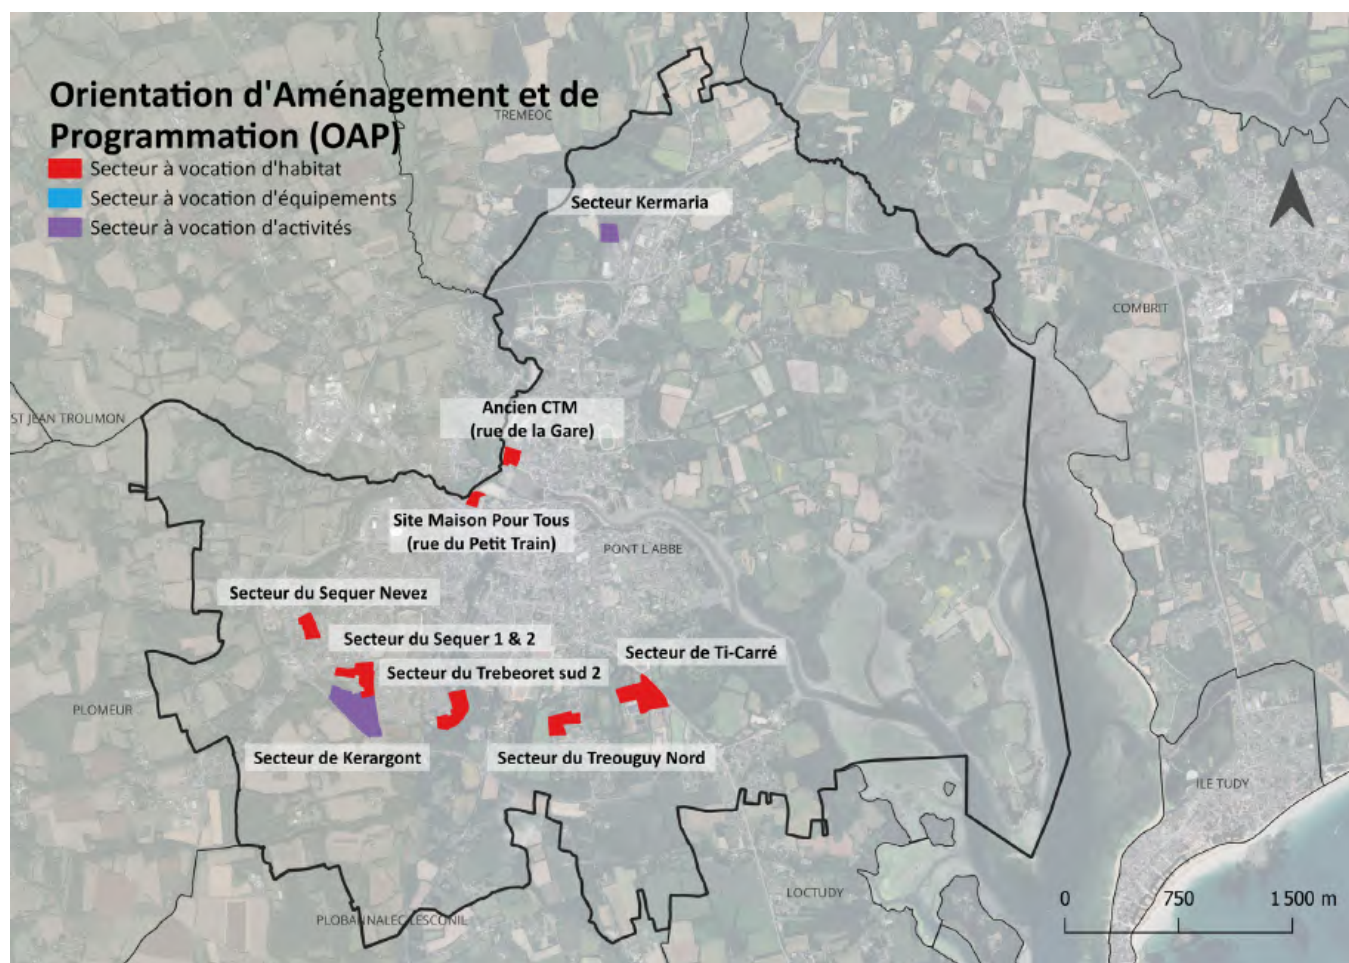 Orientation d'Aménagement et de
Programmation (OAP)
TREMEOC
Secteur à vocation d'habitat
Secteur à vocation d'équipements
Secteur à vocation d'activités
Secteur Kermaria
COMBRIT
ST JEAN TROLIMON
Ancien CTM
(rue de la Gare)
Site Maison Pour Tous
(rue du Petit Train)
PONT L ABBE
Secteur du Sequer Nevez
Secteur du Sequer 1 & 2
Secteur de Ti-Carré
Secteur du Trebeoret sud 2
PLOMEUR
Secteur de Kerargont
Secteur du Treouguy Nord
ILE TUDY
LOCTUDY
PLOBANNALEC LESCONIL
0 750 1 500 m